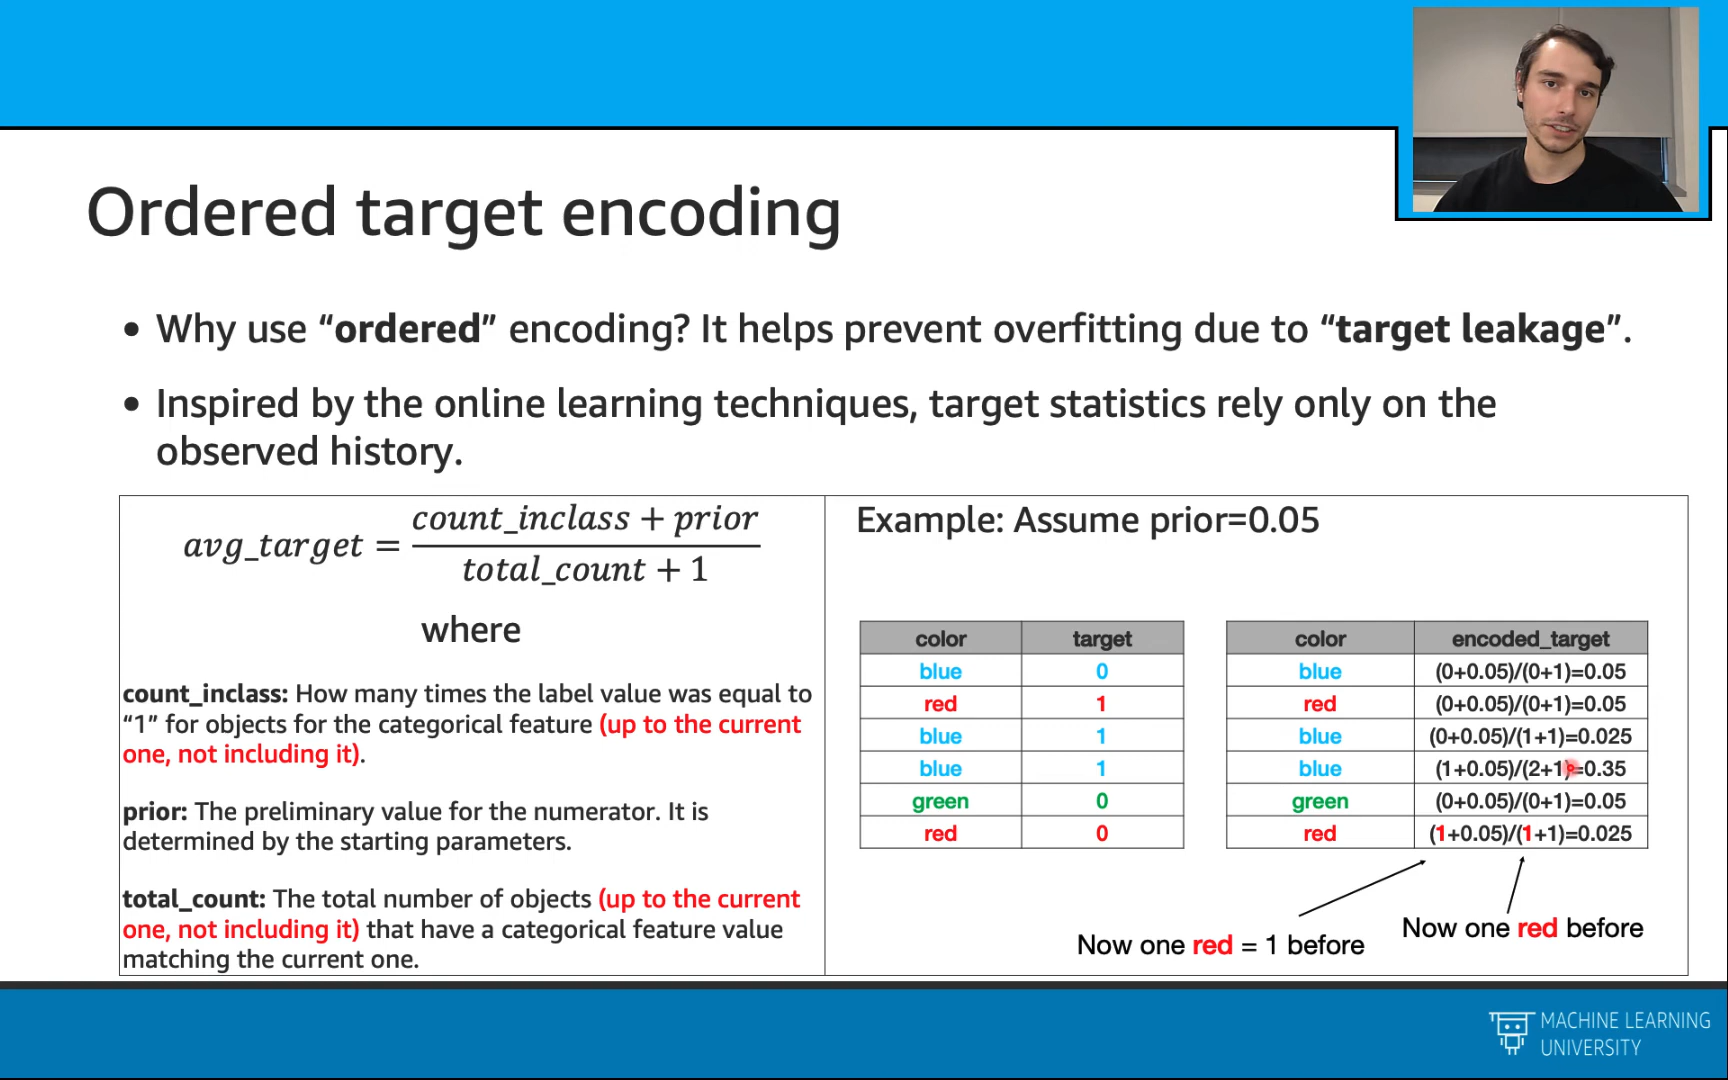 Ordered target encoding
• Why use “ordered” encoding? It helps prevent overfitting due to “target leakage”.
• Inspired by the online learning techniques, target statistics rely only on the
observed history.
avg_target = (count_inclass + prior) / (total_count + 1)
where
count_inclass: How many times the label value was equal to
“1” for objects for the categorical feature (up to the current
one, not including it).
prior: The preliminary value for the numerator. It is
determined by the starting parameters.
total_count: The total number of objects (up to the current
one, not including it) that have a categorical feature value
matching the current one.
Example: Assume prior=0.05
color target
blue 0
red 1
blue 1
blue 1
green 0
red 0
color encoded_target
blue (0+0.05)/(0+1)=0.05
red (0+0.05)/(0+1)=0.05
blue (0+0.05)/(1+1)=0.025
blue (1+0.05)/(2+1)=0.35
green (0+0.05)/(0+1)=0.05
red (1+0.05)/(1+1)=0.025
Now one red = 1 before
Now one red before
MACHINE LEARNING
UNIVERSITY